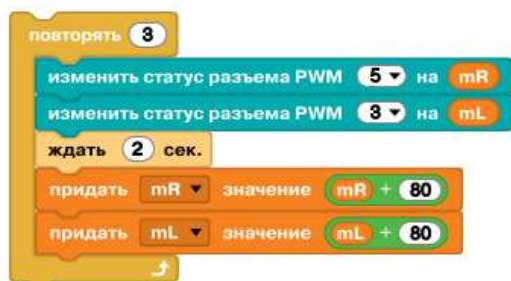 повторять 3
изменить статус разъема PWM 5 на mR
изменить статус разъема PWM 3 на mL
ждать 2 сек.
придать mR значение mR + 80
придать mL значение mL + 80